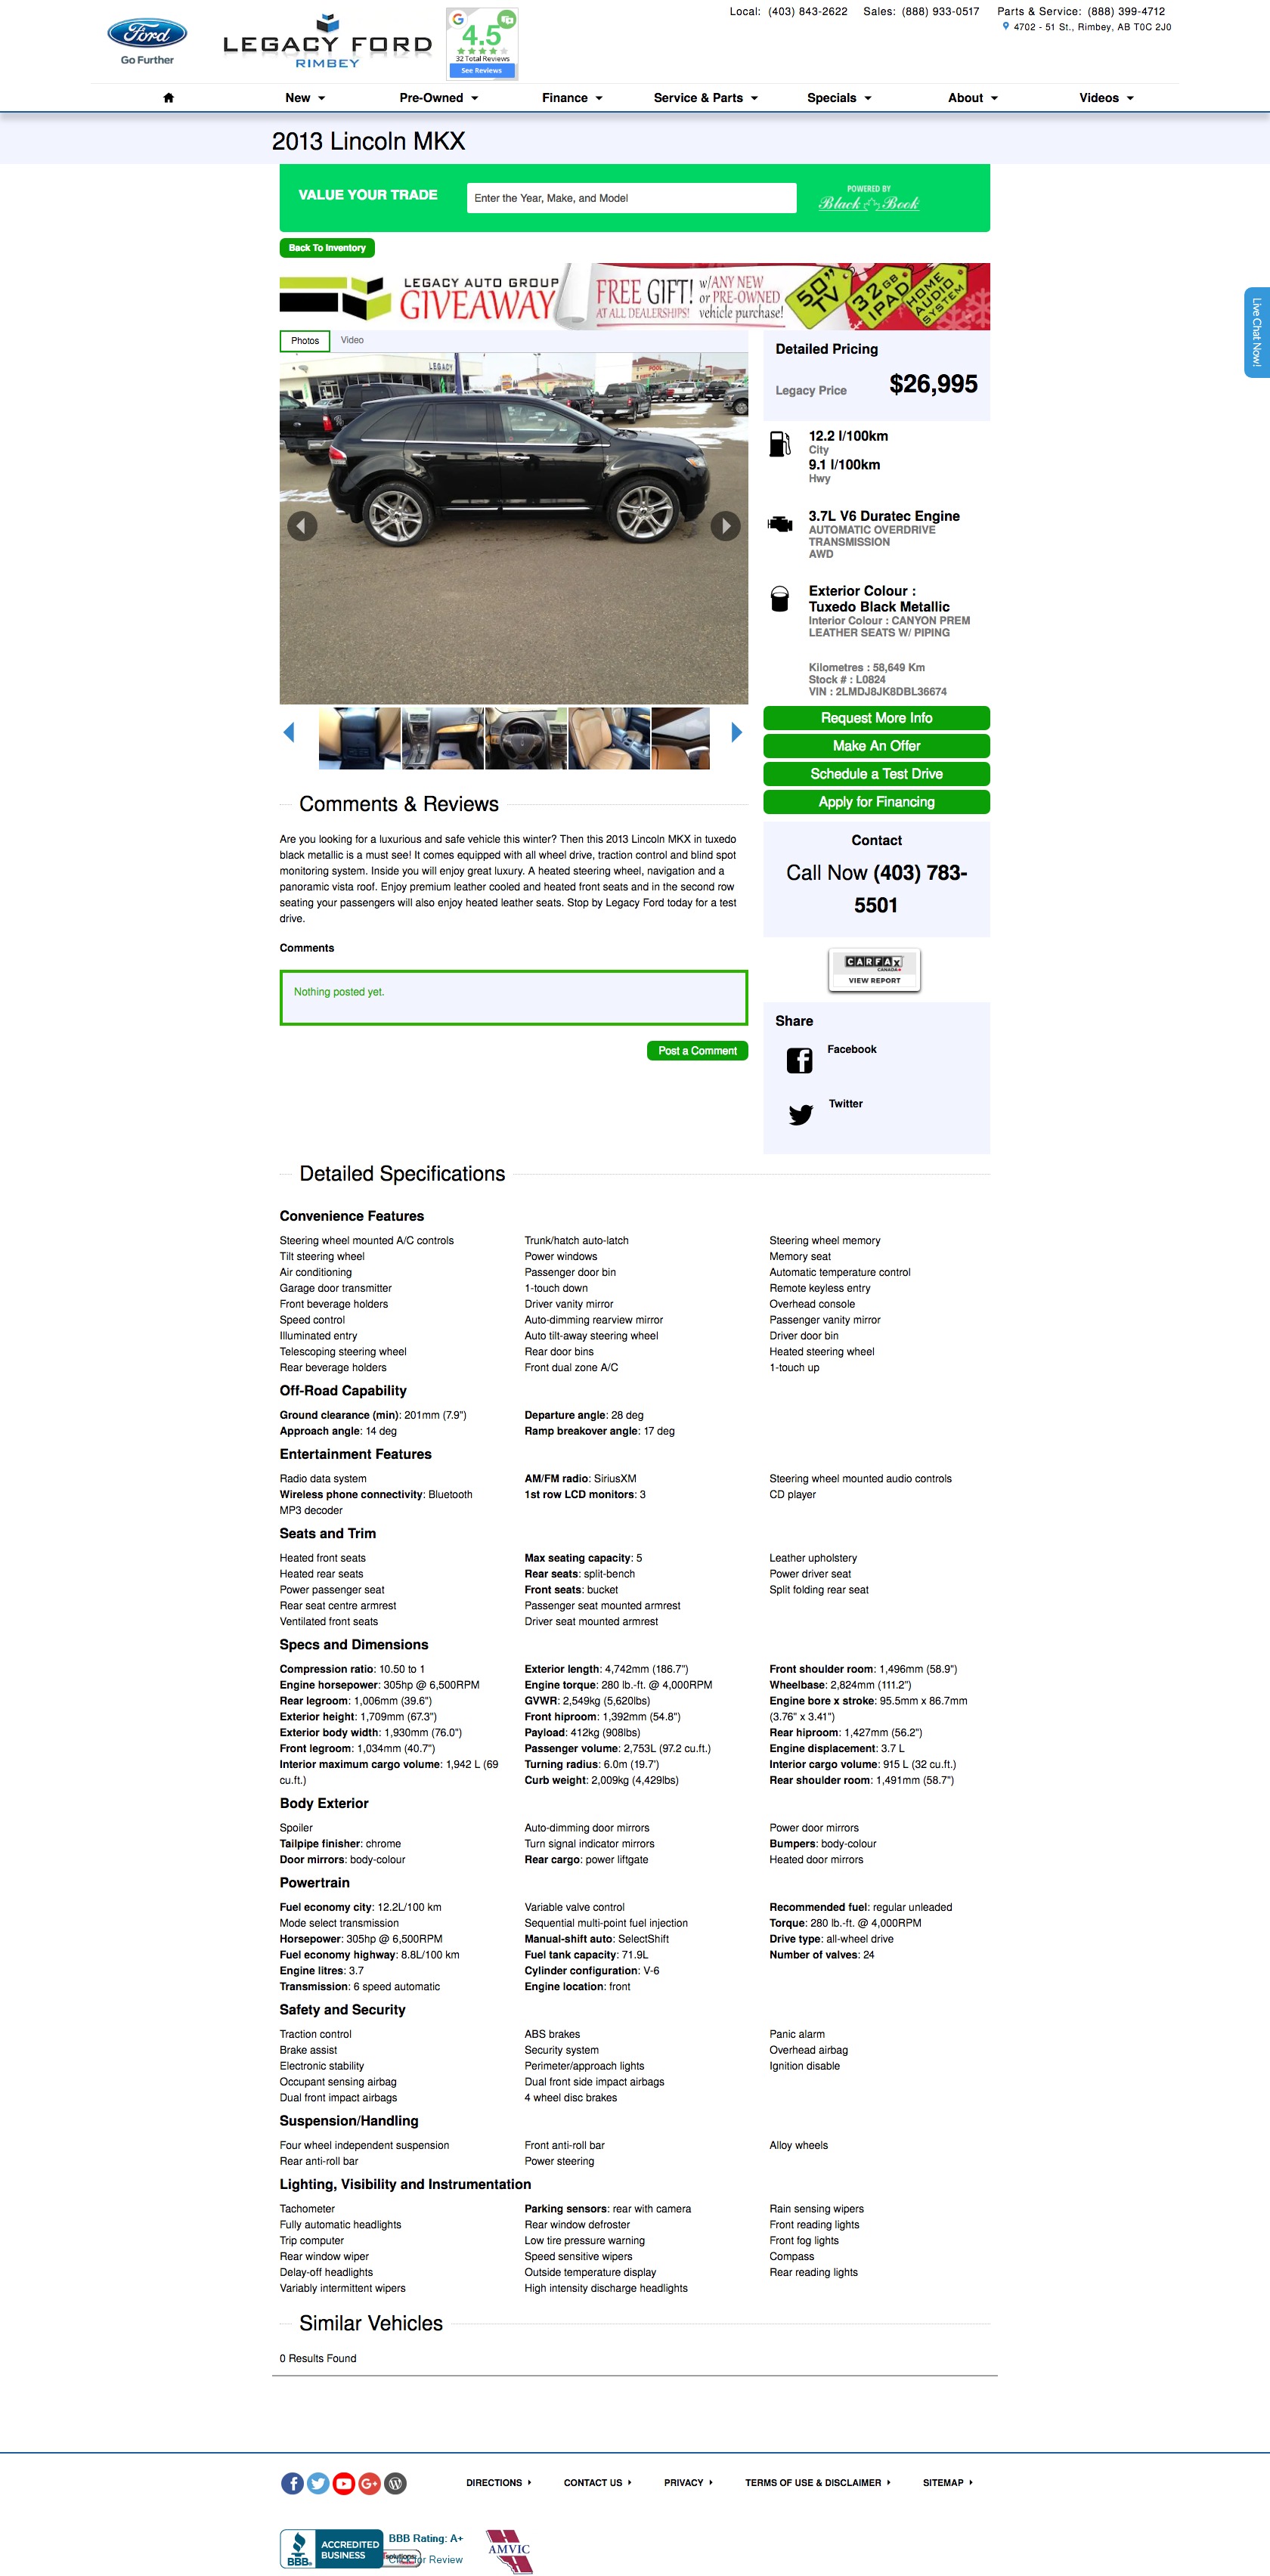 Local: (403) 843-2622 Sales: (888) 933-0517 Parts & Service: (888) 399-4712
4702 - 51 St., Rimbey, AB T0C 2J0
Ford
Go Further
LEGACY FORD
RIMBEY
G
4.5
32 Total Reviews
See Reviews
New Pre-Owned Finance Service & Parts Specials About Videos
2013 Lincoln MKX
VALUE YOUR TRADE
Enter the Year, Make, and Model
POWERED BY
Black Book
Back To Inventory
LEGACY AUTO GROUP
GIVEAWAY
FREE GIFT!
AT ALL DEALERSHIPS!
w/ANY NEW
or PRE-OWNED
vehicle purchase!
50" TV
32GB IPAD
HOME AUDIO SYSTEM
Live Chat Now!
Photos Video
LEGACY
Detailed Pricing
Legacy Price $26,995
12.2 l/100km
City
9.1 l/100km
Hwy
3.7L V6 Duratec Engine
AUTOMATIC OVERDRIVE
TRANSMISSION
AWD
Exterior Colour :
Tuxedo Black Metallic
Interior Colour : CANYON PREM
LEATHER SEATS W/ PIPING
Kilometres : 58,649 Km
Stock # : L0824
VIN : 2LMDJ8JK8DBL36674
Request More Info
Make An Offer
Schedule a Test Drive
Apply for Financing
Comments & Reviews
Are you looking for a luxurious and safe vehicle this winter? Then this 2013 Lincoln MKX in tuxedo
black metallic is a must see! It comes equipped with all wheel drive, traction control and blind spot
monitoring system. Inside you will enjoy great luxury. A heated steering wheel, navigation and a
panoramic vista roof. Enjoy premium leather cooled and heated front seats and in the second row
seating your passengers will also enjoy heated leather seats. Stop by Legacy Ford today for a test
drive.
Comments
Nothing posted yet.
Post a Comment
Contact
Call Now (403) 783-
5501
CARFAX
CANADA
VIEW REPORT
Share
Facebook
Twitter
Detailed Specifications
Convenience Features
Steering wheel mounted A/C controls Trunk/hatch auto-latch Steering wheel memory
Tilt steering wheel Power windows Memory seat
Air conditioning Passenger door bin Automatic temperature control
Garage door transmitter 1-touch down Remote keyless entry
Front beverage holders Driver vanity mirror Overhead console
Speed control Auto-dimming rearview mirror Passenger vanity mirror
Illuminated entry Auto tilt-away steering wheel Driver door bin
Telescoping steering wheel Rear door bins Heated steering wheel
Rear beverage holders Front dual zone A/C 1-touch up
Off-Road Capability
Ground clearance (min): 201mm (7.9") Departure angle: 28 deg
Approach angle: 14 deg Ramp breakover angle: 17 deg
Entertainment Features
Radio data system AM/FM radio: SiriusXM Steering wheel mounted audio controls
Wireless phone connectivity: Bluetooth 1st row LCD monitors: 3 CD player
MP3 decoder
Seats and Trim
Heated front seats Max seating capacity: 5 Leather upholstery
Heated rear seats Rear seats: split-bench Power driver seat
Power passenger seat Front seats: bucket Split folding rear seat
Rear seat centre armrest Passenger seat mounted armrest
Ventilated front seats Driver seat mounted armrest
Specs and Dimensions
Compression ratio: 10.50 to 1 Exterior length: 4,742mm (186.7") Front shoulder room: 1,496mm (58.9")
Engine horsepower: 305hp @ 6,500RPM Engine torque: 280 lb.-ft. @ 4,000RPM Wheelbase: 2,824mm (111.2")
Rear legroom: 1,006mm (39.6") GVWR: 2,549kg (5,620lbs) Engine bore x stroke: 95.5mm x 86.7mm
Exterior height: 1,709mm (67.3") Front hiproom: 1,392mm (54.8") (3.76" x 3.41")
Exterior body width: 1,930mm (76.0") Payload: 412kg (908lbs) Rear hiproom: 1,427mm (56.2")
Front legroom: 1,034mm (40.7") Passenger volume: 2,753L (97.2 cu.ft.) Engine displacement: 3.7 L
Interior maximum cargo volume: 1,942 L (69 Turning radius: 6.0m (19.7') Interior cargo volume: 915 L (32 cu.ft.)
cu.ft.) Curb weight: 2,009kg (4,429lbs) Rear shoulder room: 1,491mm (58.7")
Body Exterior
Spoiler Auto-dimming door mirrors Power door mirrors
Tailpipe finisher: chrome Turn signal indicator mirrors Bumpers: body-colour
Door mirrors: body-colour Rear cargo: power liftgate Heated door mirrors
Powertrain
Fuel economy city: 12.2L/100 km Variable valve control Recommended fuel: regular unleaded
Mode select transmission Sequential multi-point fuel injection Torque: 280 lb.-ft. @ 4,000RPM
Horsepower: 305hp @ 6,500RPM Manual-shift auto: SelectShift Drive type: all-wheel drive
Fuel economy highway: 8.8L/100 km Fuel tank capacity: 71.9L Number of valves: 24
Engine litres: 3.7 Cylinder configuration: V-6
Transmission: 6 speed automatic Engine location: front
Safety and Security
Traction control ABS brakes Panic alarm
Brake assist Security system Overhead airbag
Electronic stability Perimeter/approach lights Ignition disable
Occupant sensing airbag Dual front side impact airbags
Dual front impact airbags 4 wheel disc brakes
Suspension/Handling
Four wheel independent suspension Front anti-roll bar Alloy wheels
Rear anti-roll bar Power steering
Lighting, Visibility and Instrumentation
Tachometer Parking sensors: rear with camera Rain sensing wipers
Fully automatic headlights Rear window defroster Front reading lights
Trip computer Low tire pressure warning Front fog lights
Rear window wiper Speed sensitive wipers Compass
Delay-off headlights Outside temperature display Rear reading lights
Variably intermittent wipers High intensity discharge headlights
Similar Vehicles
0 Results Found
DIRECTIONS CONTACT US PRIVACY TERMS OF USE & DISCLAIMER SITEMAP
BBB
ACCREDITED
BUSINESS
BBB Rating: A+
for Review
AMVIC